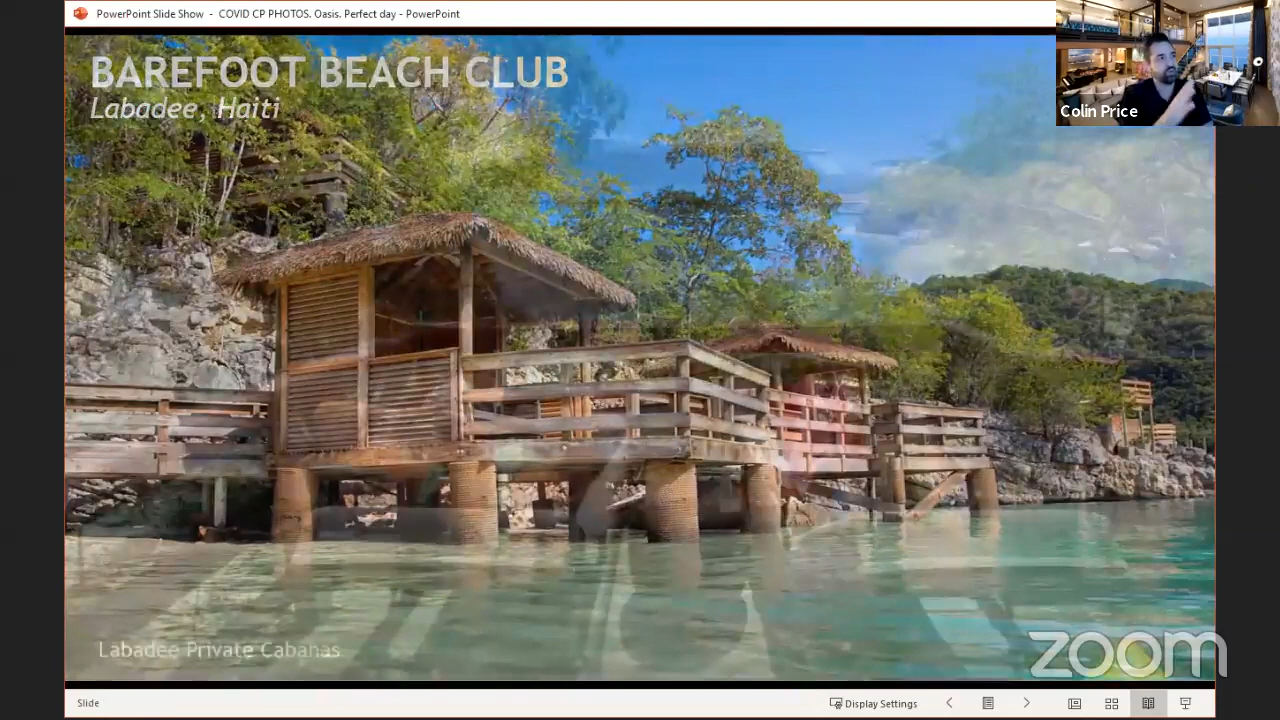 PowerPoint Slide Show - COVID CP PHOTOS. Oasis. Perfect day - PowerPoint
BAREFOOT BEACH CLUB
Labadee, Haiti
Colin Price
Labadee Private Cabanas
zoom
Slide
Display Settings